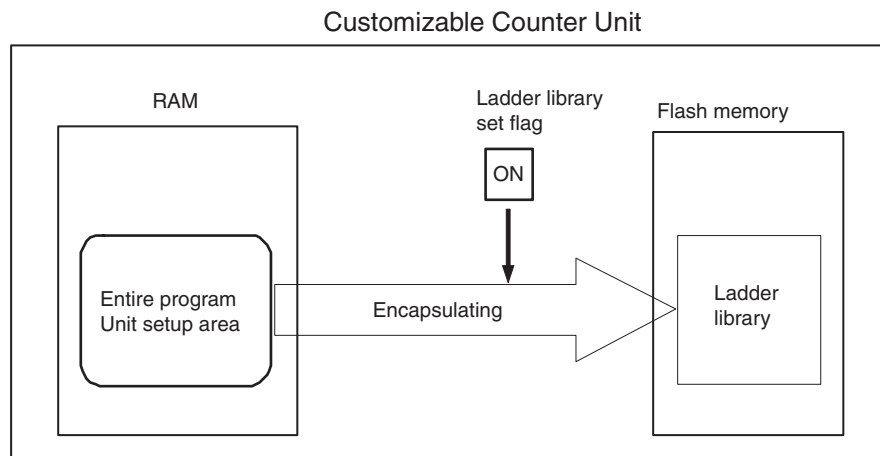 Customizable Counter Unit
RAM
Ladder library
set flag
Flash memory
ON
Entire program
Unit setup area
Encapsulating
Ladder
library